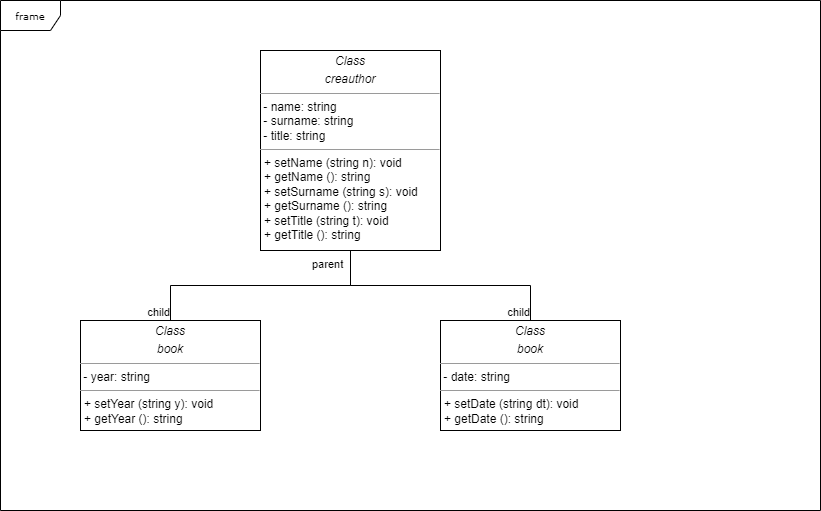 frame
Class
creauthor
- name: string
- surname: string
- title: string
+ setName (string n): void
+ getName (): string
+ setSurname (string s): void
+ getSurname (): string
+ setTitle (string t): void
+ getTitle (): string
parent
child
Class
book
- year: string
+ setYear (string y): void
+ getYear (): string
child
Class
book
- date: string
+ setDate (string dt): void
+ getDate (): string